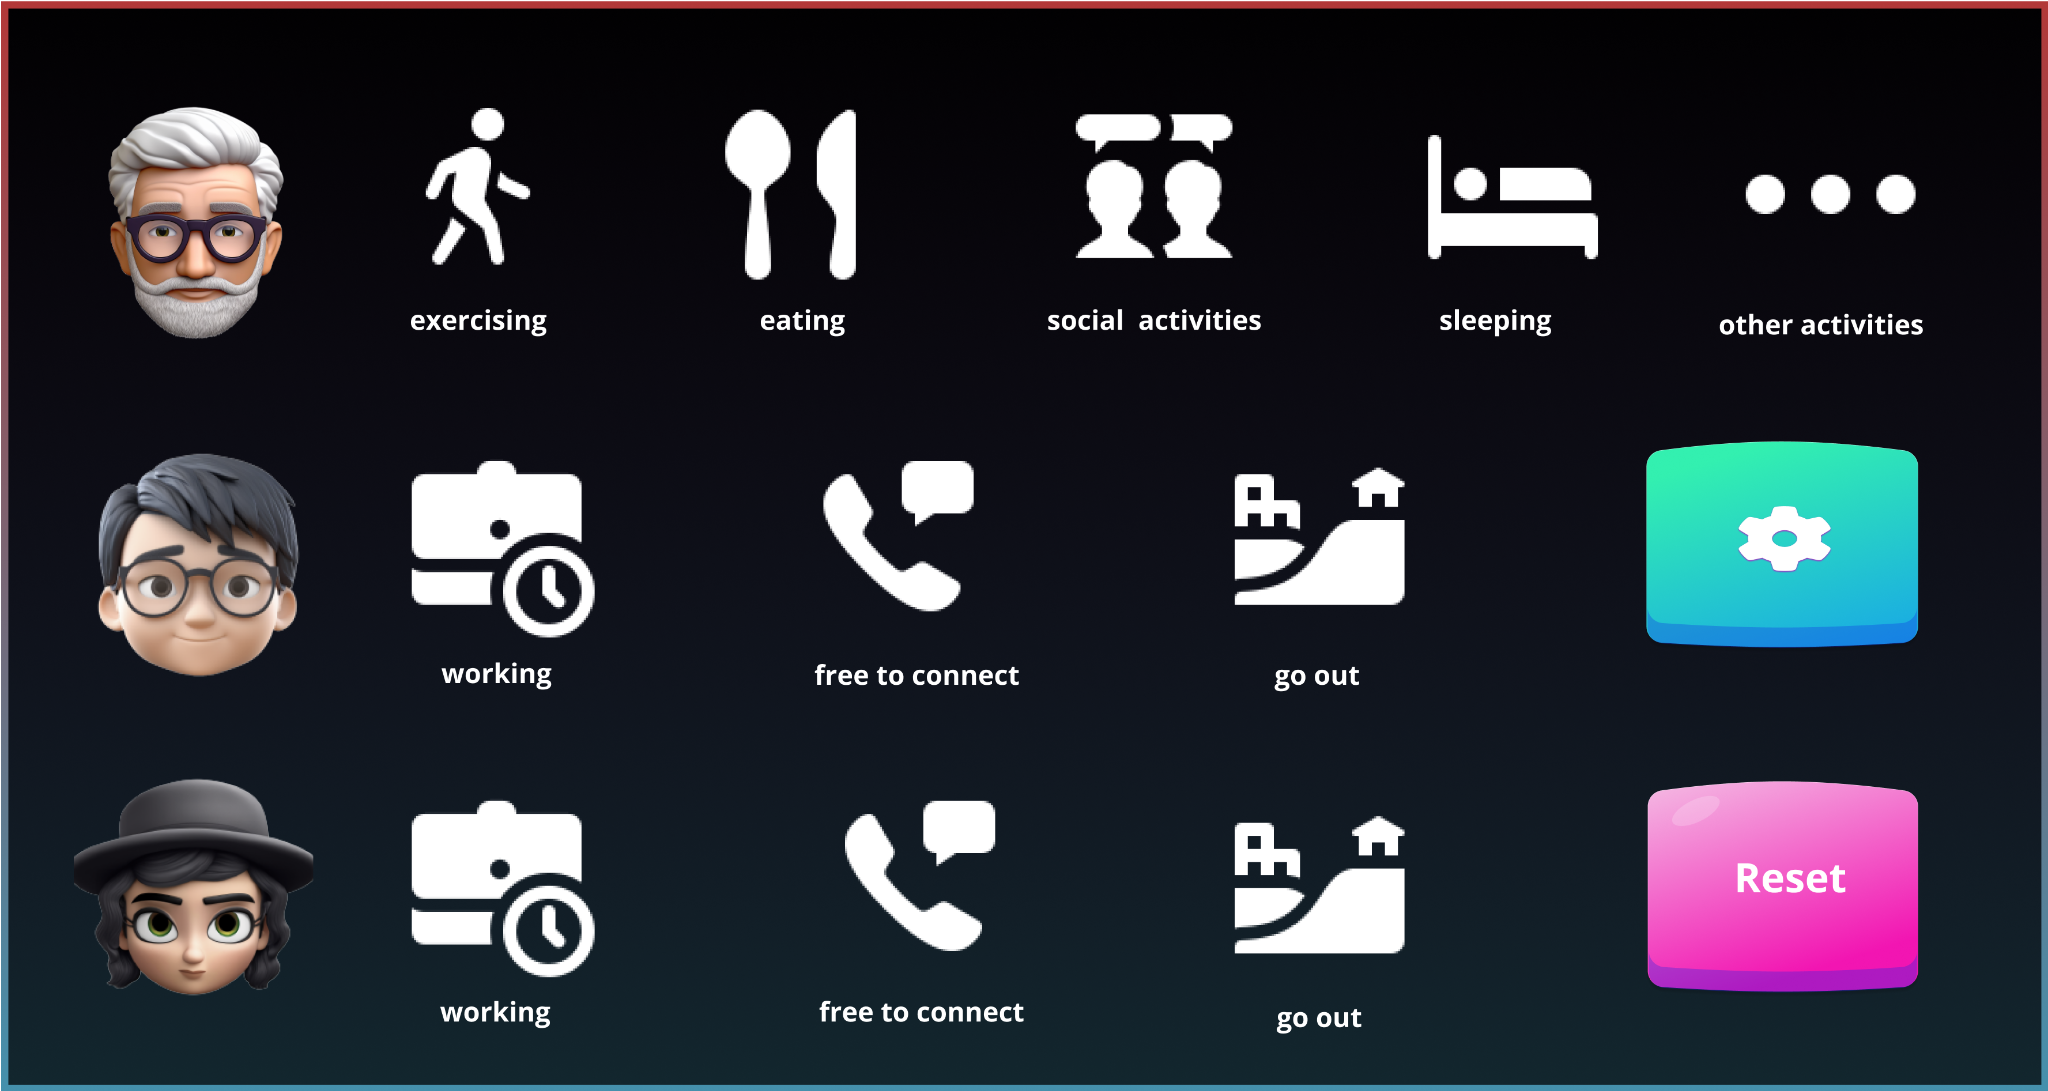 exercising
eating
social activities
sleeping
other activities
working
free to connect
go out
Reset
working
free to connect
go out